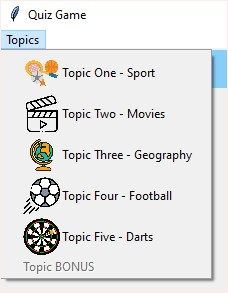 Quiz Game
Topics
Topic One - Sport
Topic Two - Movies
Topic Three - Geography
Topic Four - Football
Topic Five - Darts
Topic BONUS